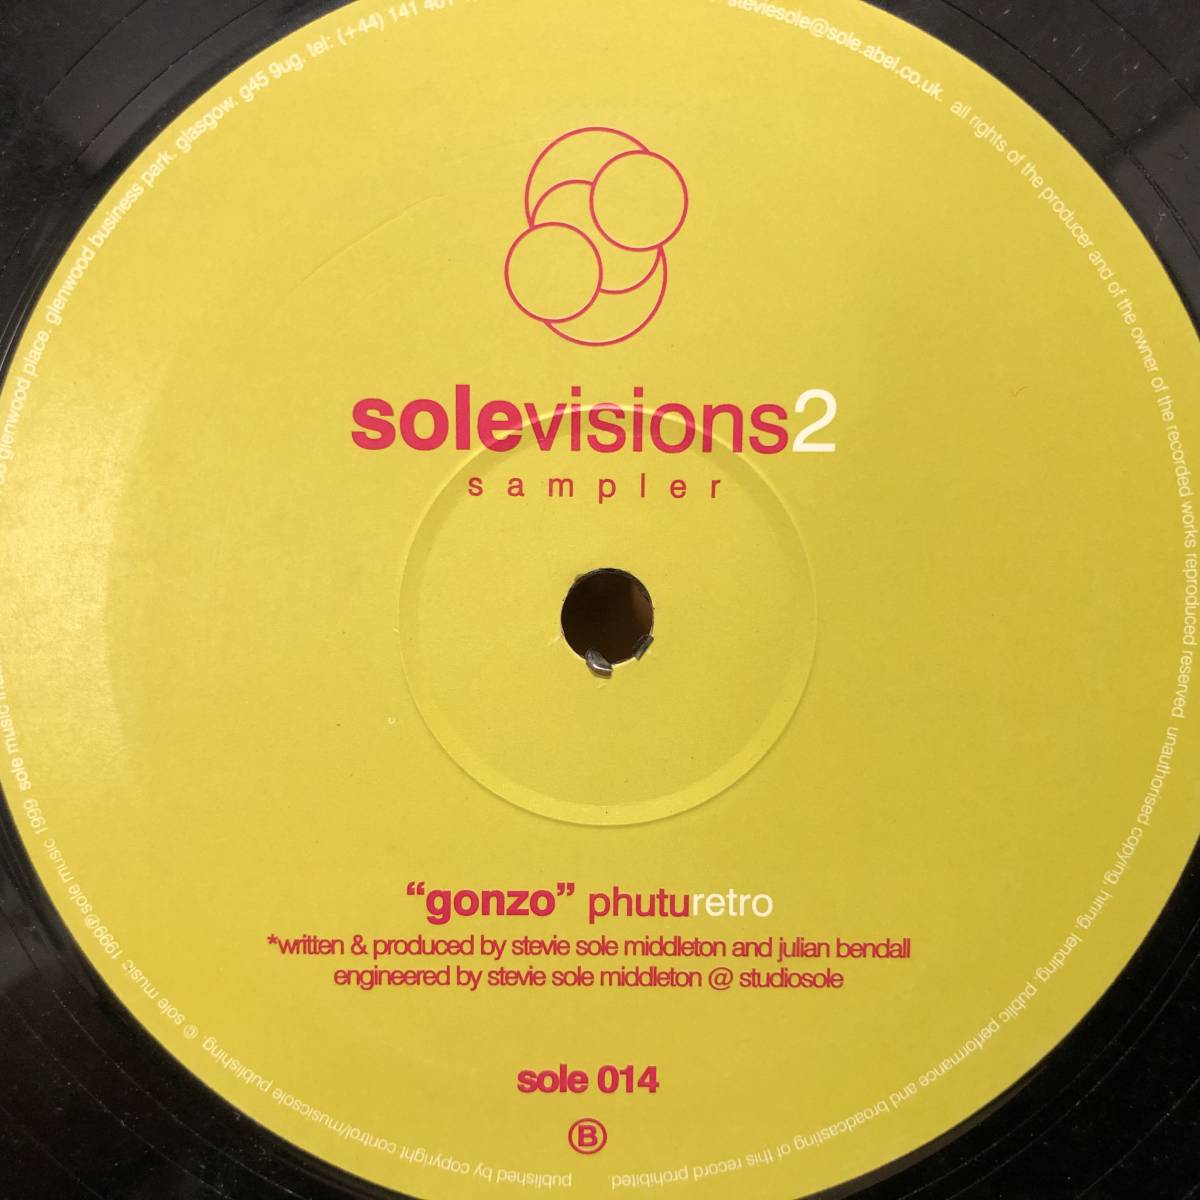 solevisions2
sampler
"gonzo" phuturetro
*written & produced by stevie sole middleton and julian bendall
engineered by stevie sole middleton @ studiosole
sole 014
B
glenwood place. glenwood business park. glasgow. g45 9ug. tel: (+44) 141 401
steviesole@sole.abel.co.uk. all rights of the producer and of the owner of the recorded works reproduced reserved. unauthorised copying, hiring, lending, public performance and broadcasting of this record prohibited.
published by copyright control/musicsole publishing. © sole music 1999 ℗ sole music 1999. sole music